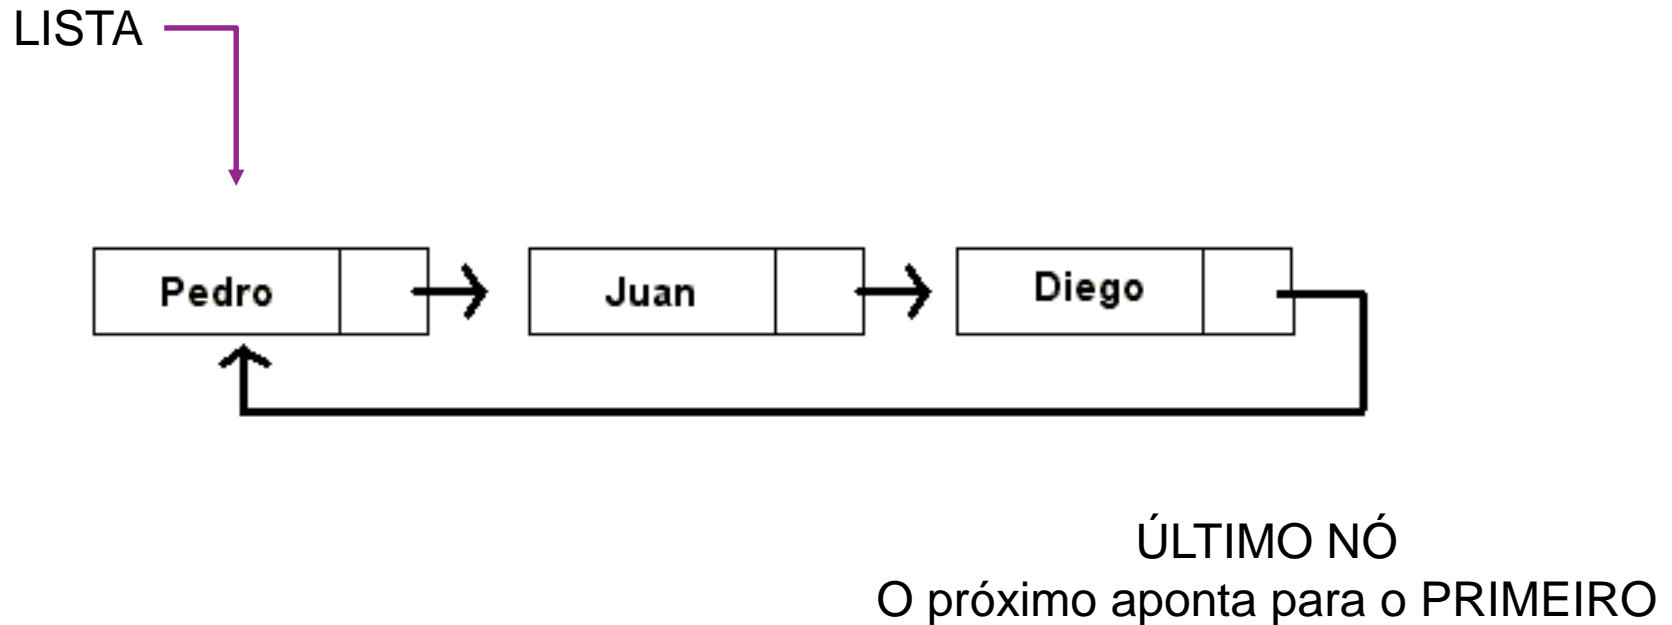 LISTA
Pedro
Juan
Diego
ÚLTIMO NÓ
O próximo aponta para o PRIMEIRO